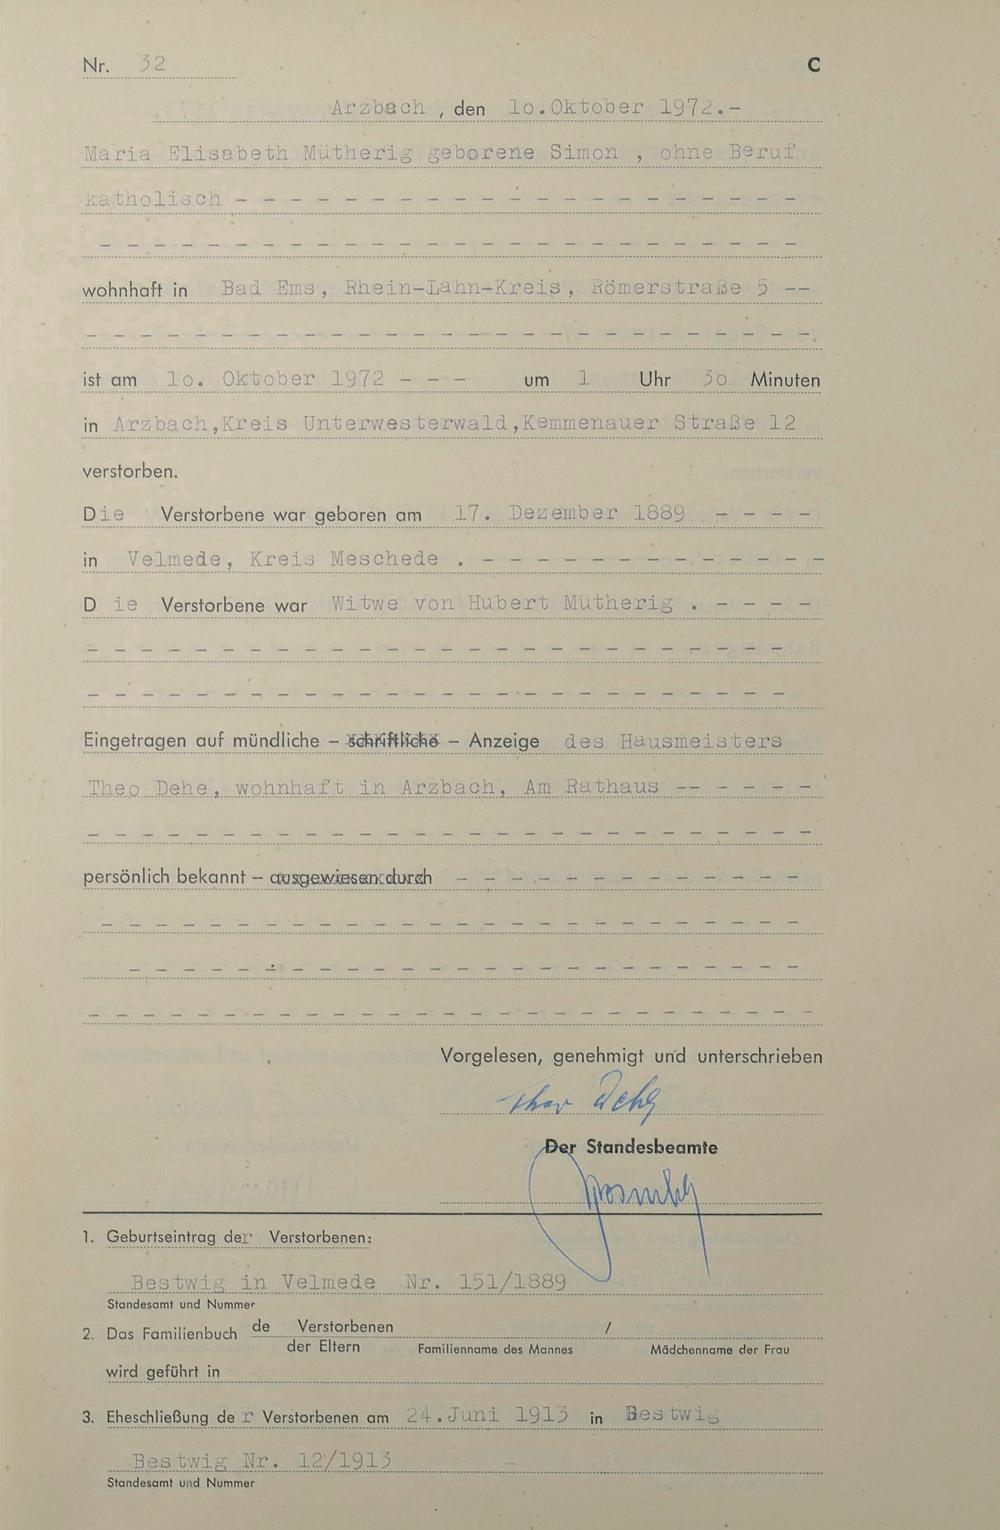 Nr. 32 C
Arzbach , den 10.Oktober 1972.-
Maria Elisabeth Mütherig geborene Simon , ohne Beruf
katholisch - - - - - - - - - - - - - - - - - - - - -
- - - - - - - - - - - - - - - - - - - - - - - - - -
wohnhaft in Bad Ems, Rhein-Lahn-Kreis, Römerstraße 5 --
- - - - - - - - - - - - - - - - - - - - - - - - - - -
ist am 10. Oktober 1972 - - - um 1 Uhr 30 Minuten
in Arzbach,Kreis Unterwesterwald,Kemmenauer Straße 12
verstorben.
Die Verstorbene war geboren am 17. Dezember 1889 - - - -
in Velmede, Kreis Meschede . - - - - - - - - - - - - -
Die Verstorbene war Witwe von Hubert Mütherig . - - - -
- - - - - - - - - - - - - - - - - - - - - - - - - -
- - - - - - - - - - - - - - - - - - - - - - - - - -
Eingetragen auf mündliche – schriftliche – Anzeige des Hausmeisters
Theo Dehe, wohnhaft in Arzbach, Am Rathaus -- - - - -
- - - - - - - - - - - - - - - - - - - - - - - - - - -
persönlich bekannt – ausgewiesen durch - - - - - - - - - - - - -
- - - - - - - - - - - - - - - - - - - - - - - - - -
- - - - - - - - - - - - - - - - - - - - - - - - -
- - - - - - - - - - - - - - - - - - - - - - - - - - -
Vorgelesen, genehmigt und unterschrieben
Theo Dehe
Der Standesbeamte
1. Geburtseintrag der Verstorbenen:
Bestwig in Velmede Nr. 151/1889
Standesamt und Nummer
2. Das Familienbuch de Verstorbenen /
der Eltern Familienname des Mannes Mädchenname der Frau
wird geführt in
3. Eheschließung der Verstorbenen am 24.Juni 1913 in Bestwig
Bestwig Nr. 12/1913
Standesamt und Nummer